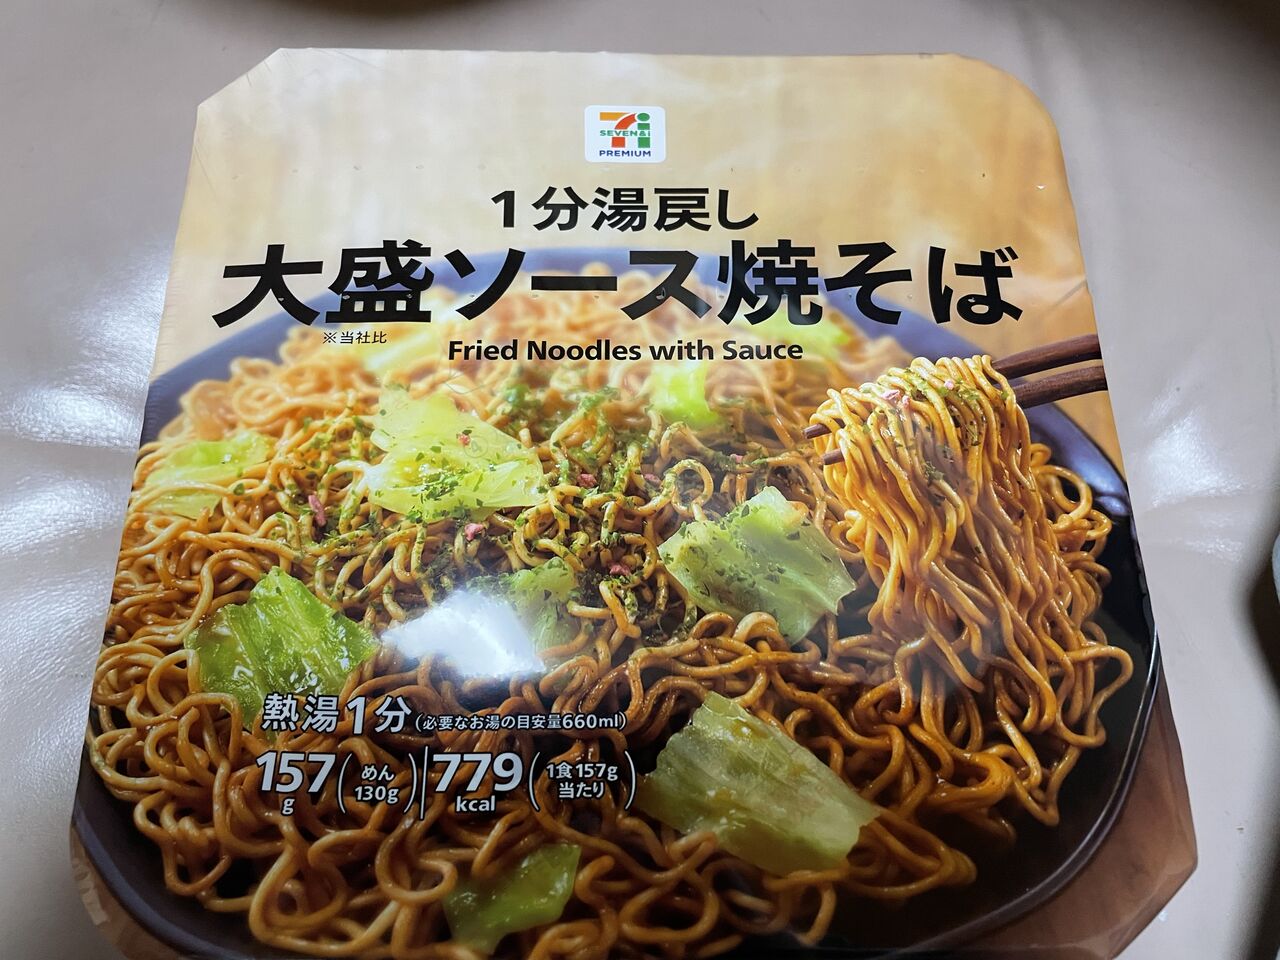 SEVEN&i
PREMIUM
1分湯戻し
大盛ソース焼そば
※当社比
Fried Noodles with Sauce
熱湯1分(必要なお湯の目安量660ml)
157g(めん130g) 779kcal(1食157g当たり)